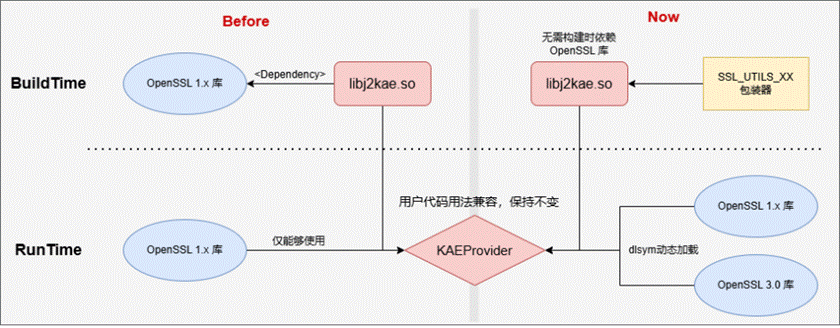 Before
Now
BuildTime
OpenSSL 1.x 库
<Dependency>
libj2kae.so
无需构建时依赖
OpenSSL 库
libj2kae.so
SSL_UTILS_XX
包装器
用户代码用法兼容，保持不变
RunTime
OpenSSL 1.x 库
仅能够使用
KAEProvider
dlsym动态加载
OpenSSL 1.x 库
OpenSSL 3.0 库